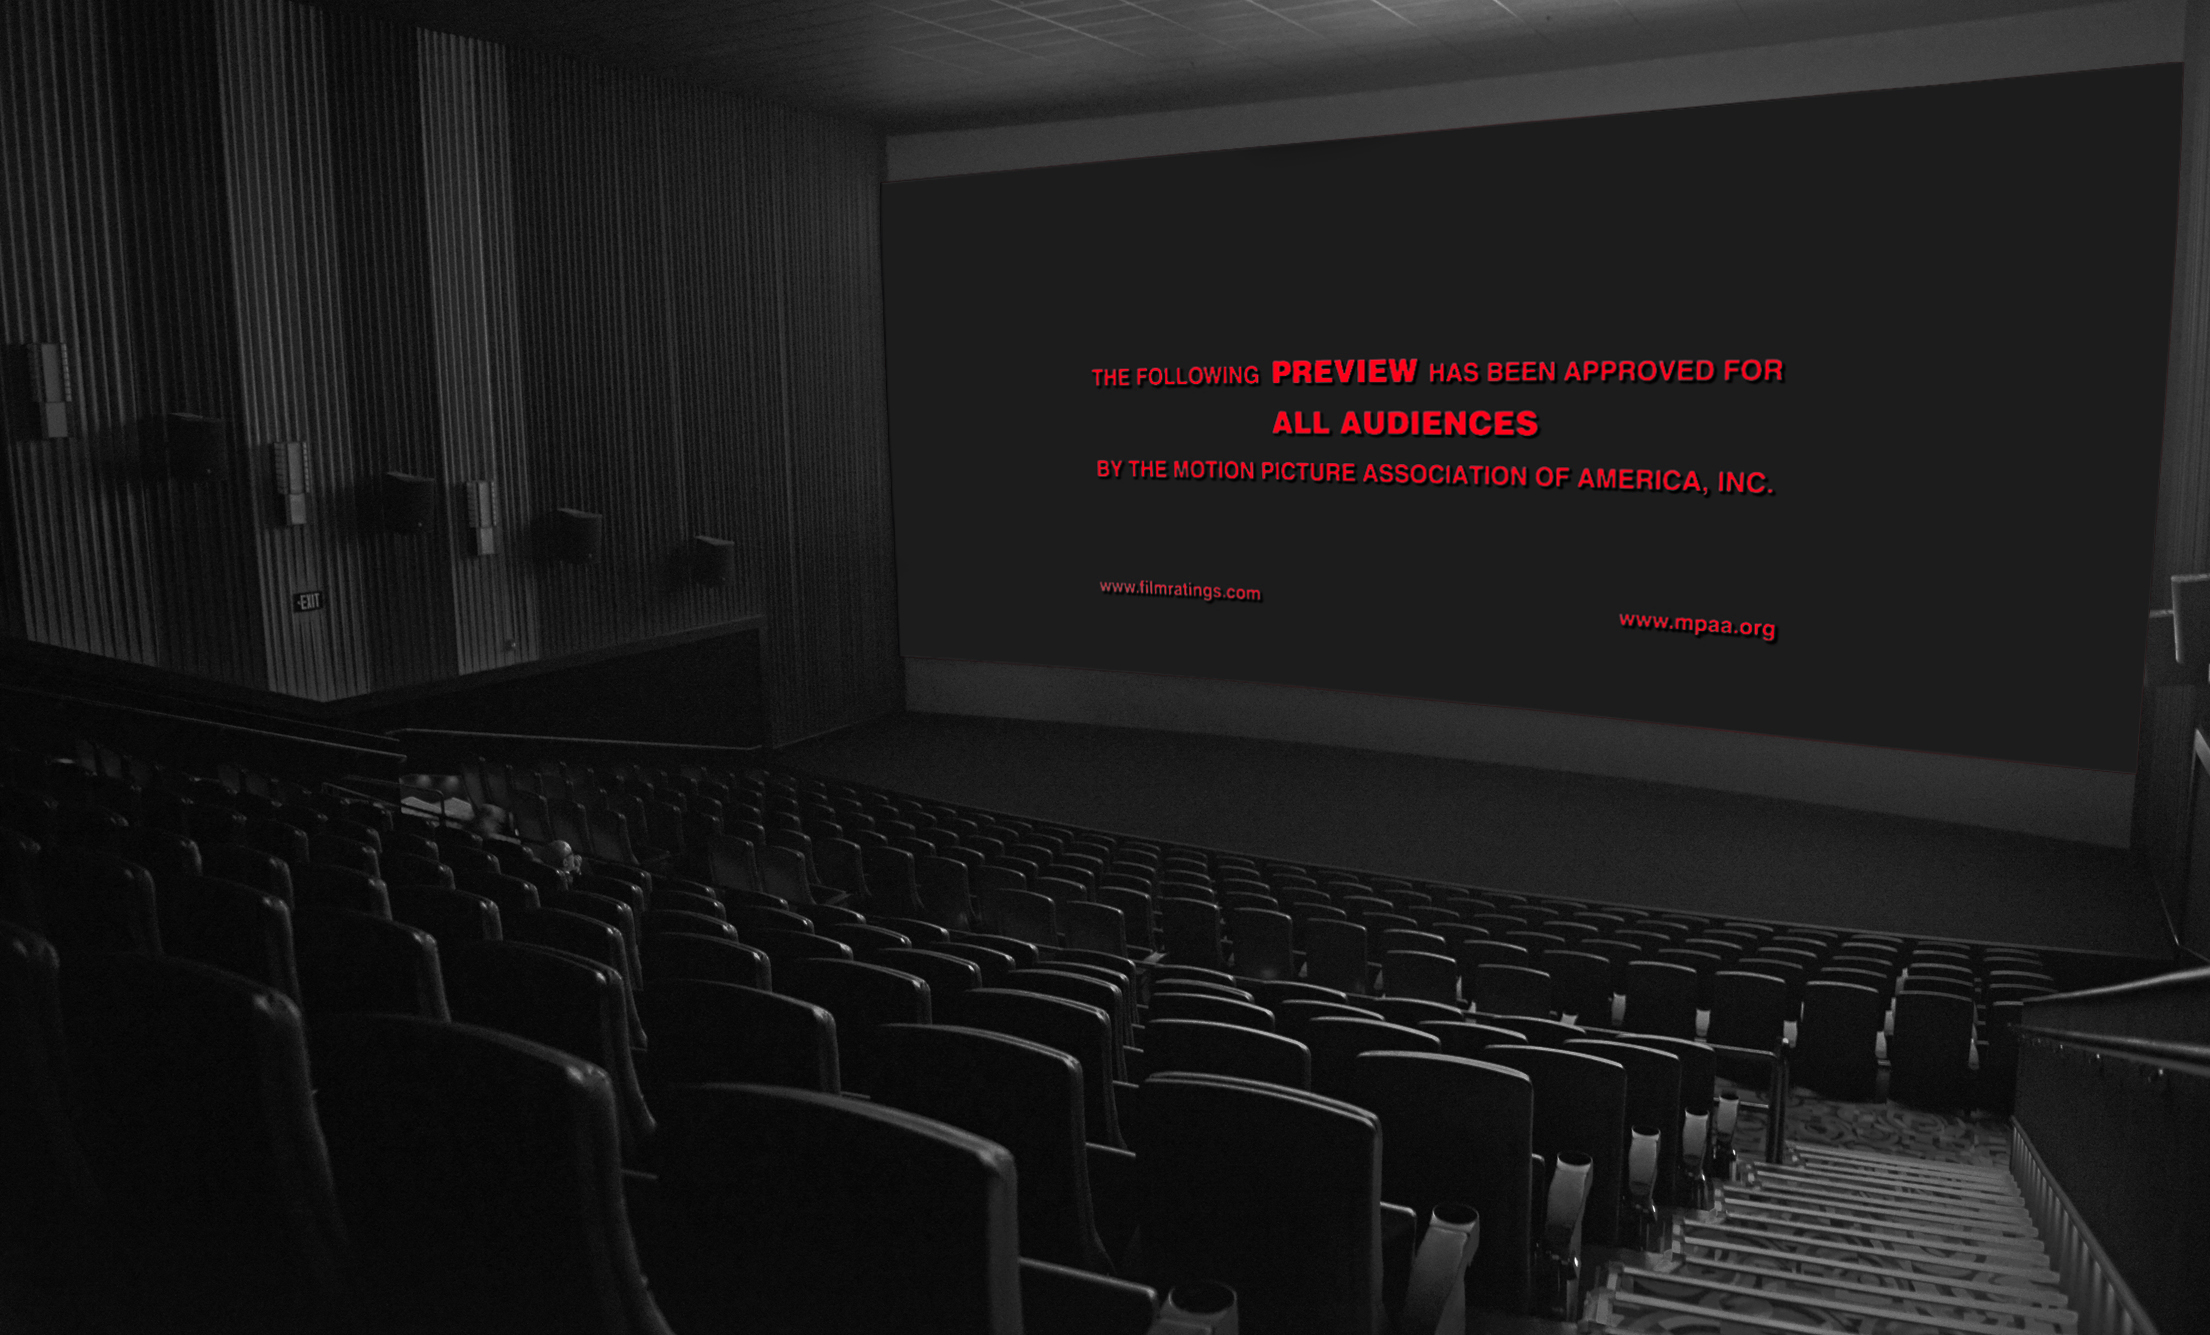 EXIT
THE FOLLOWING PREVIEW HAS BEEN APPROVED FOR
ALL AUDIENCES
BY THE MOTION PICTURE ASSOCIATION OF AMERICA, INC.
www.filmratings.com
www.mpaa.org